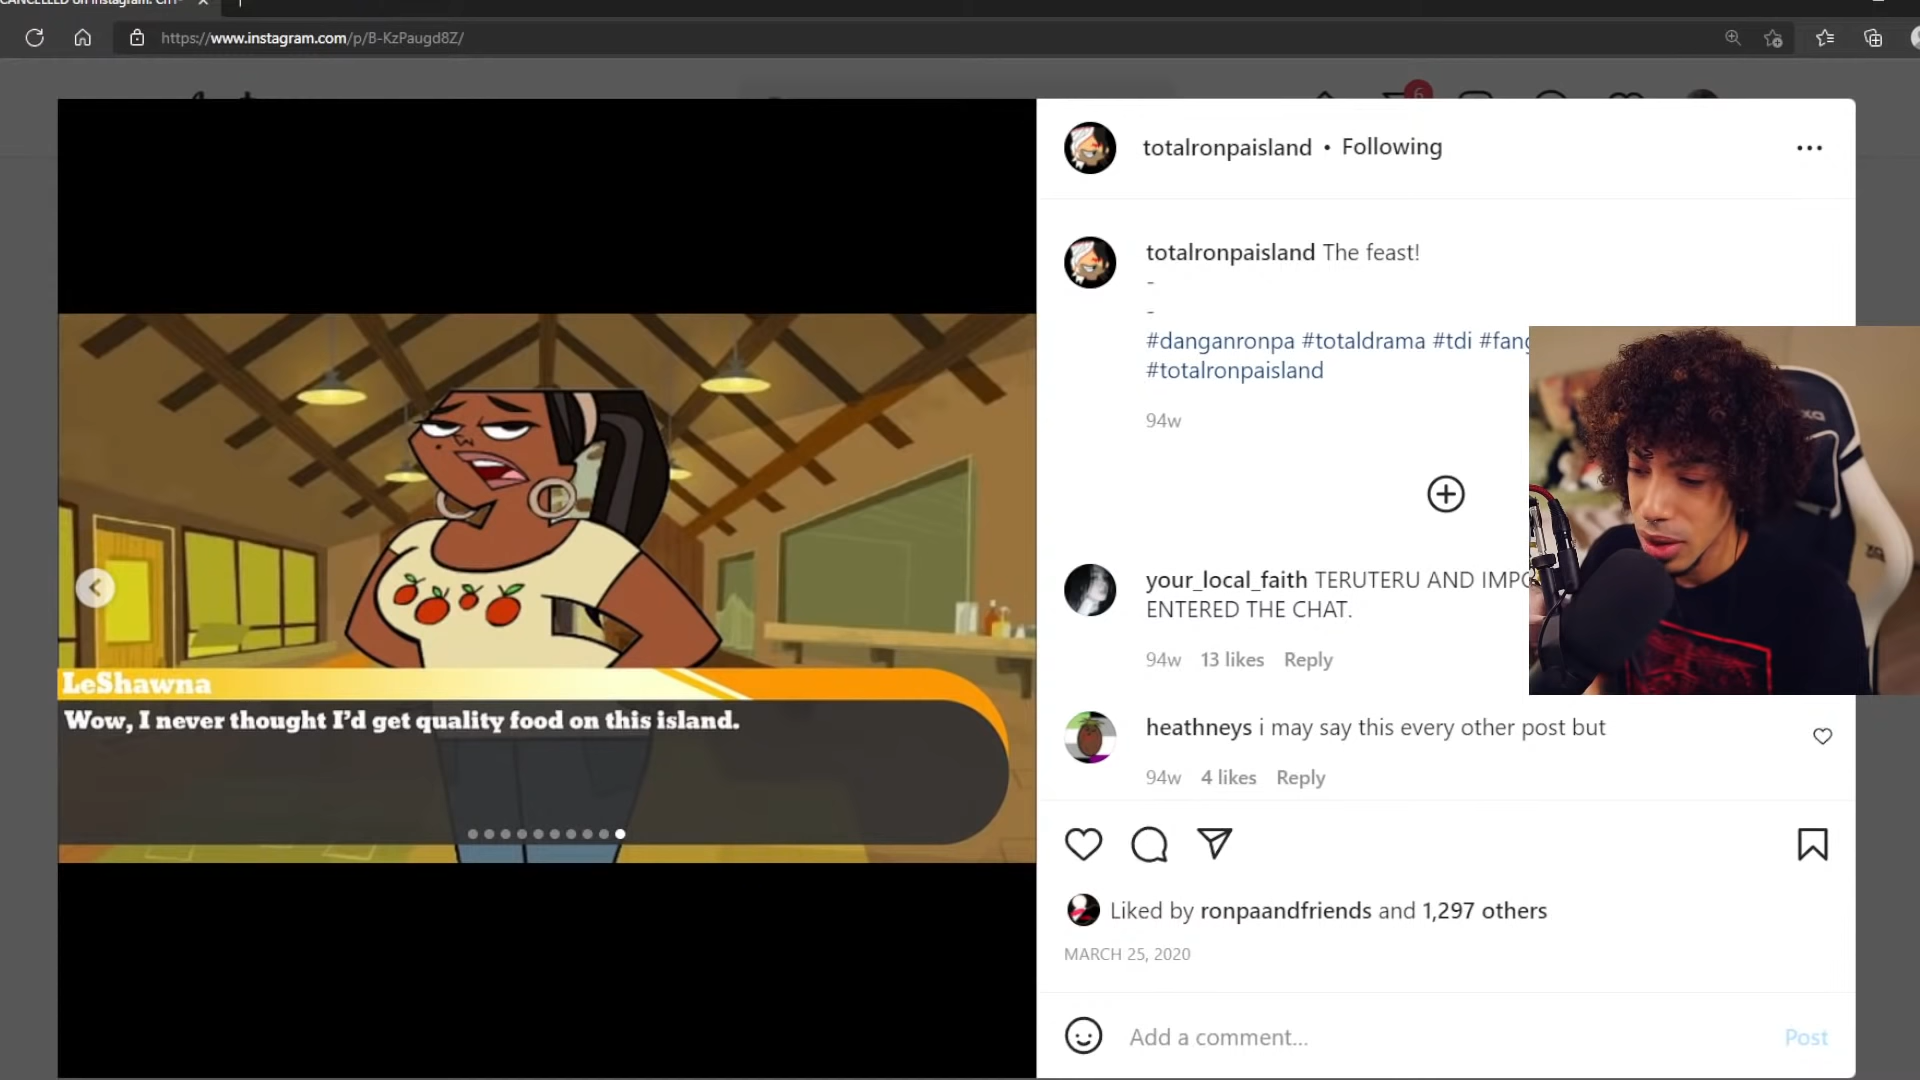 https://www.instagram.com/p/B-KzPaugd8Z/
6
totalronpaisland • Following
totalronpaisland The feast!
-
-
#danganronpa #totaldrama #tdi
#totalronpaisland
94w
your_local_faith TERUTERU AND
ENTERED THE CHAT.
94w 13 likes Reply
heathneys i may say this every other post but
94w 4 likes Reply
LeShawna
Wow, I never thought I'd get quality food on this island.
Liked by ronpaandfriends and 1,297 others
MARCH 25, 2020
Add a comment...
Post